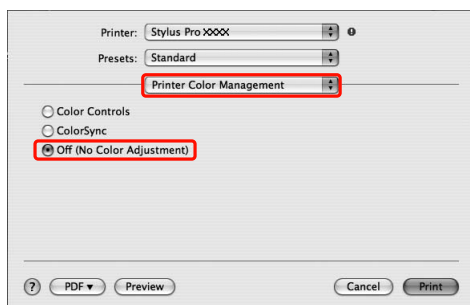 Printer: Stylus Pro XXXX
Presets: Standard
Printer Color Management
Color Controls
ColorSync
Off (No Color Adjustment)
? PDF ▼ Preview Cancel Print